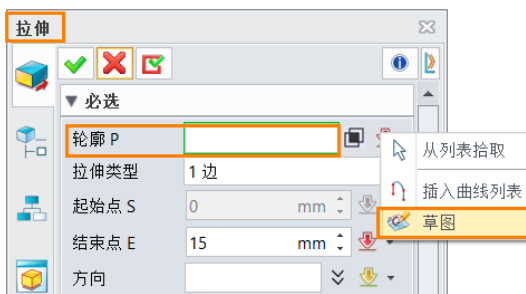 拉伸
▼ 必选
轮廓 P
从列表拾取
拉伸类型 1 边
插入曲线列表
起始点 S 0 mm
草图
结束点 E 15 mm
方向